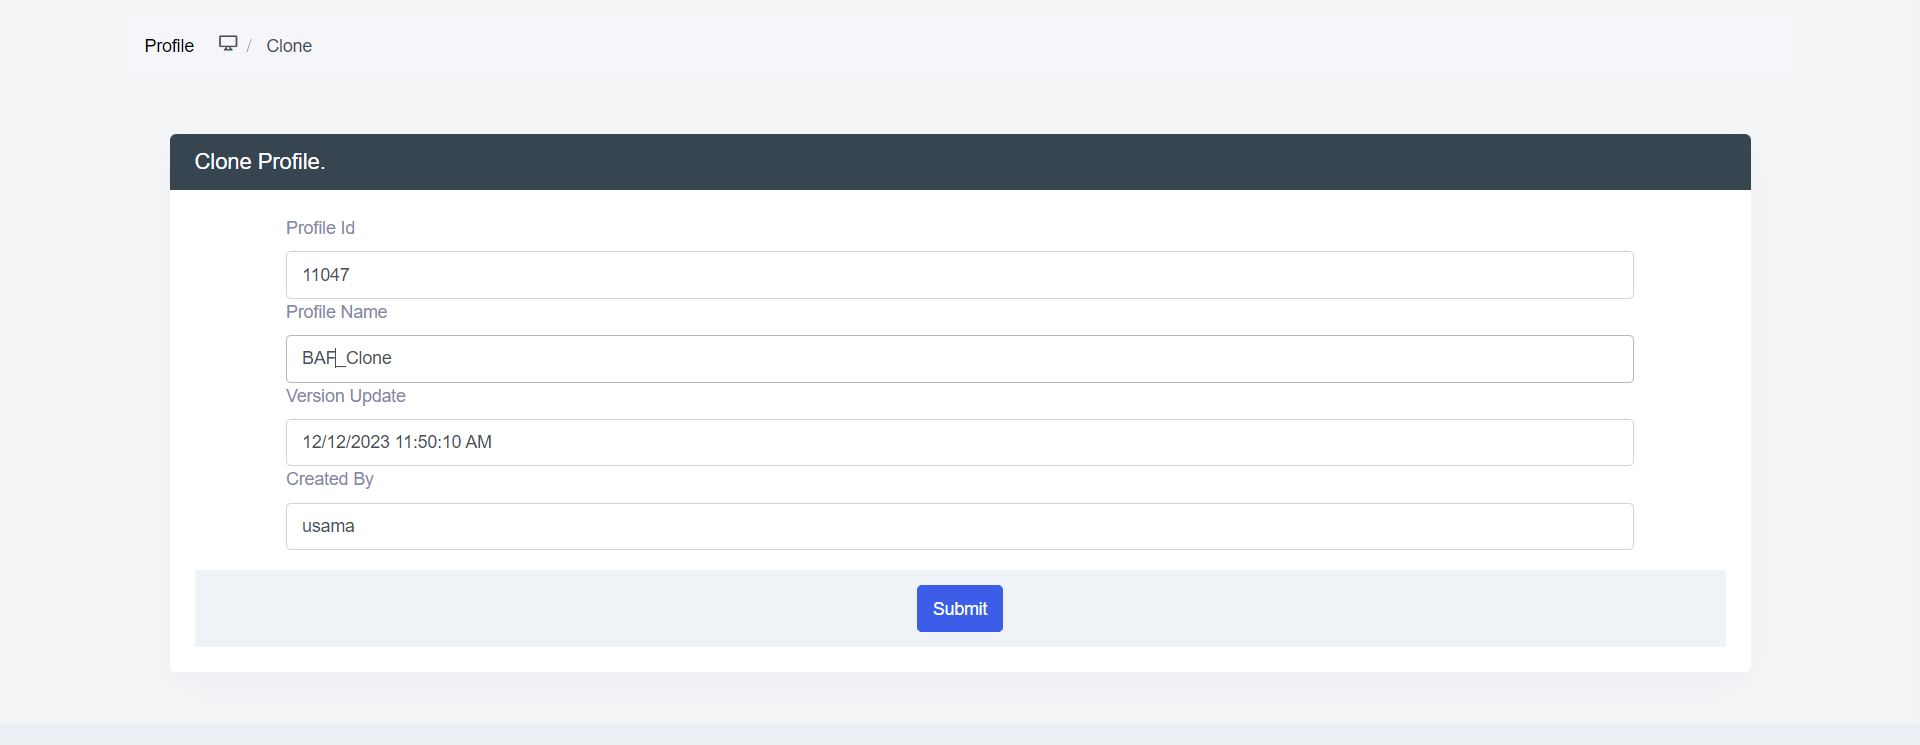 Profile / Clone
Clone Profile.
Profile Id
11047
Profile Name
BAF_Clone
Version Update
12/12/2023 11:50:10 AM
Created By
usama
Submit